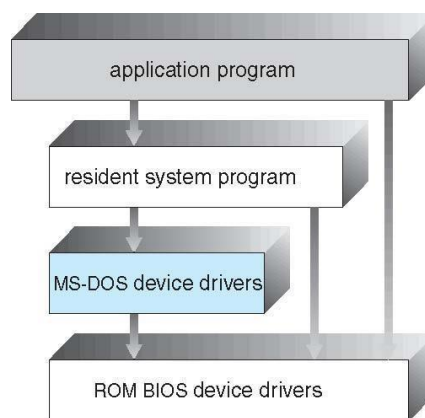 application program
resident system program
MS-DOS device drivers
ROM BIOS device drivers